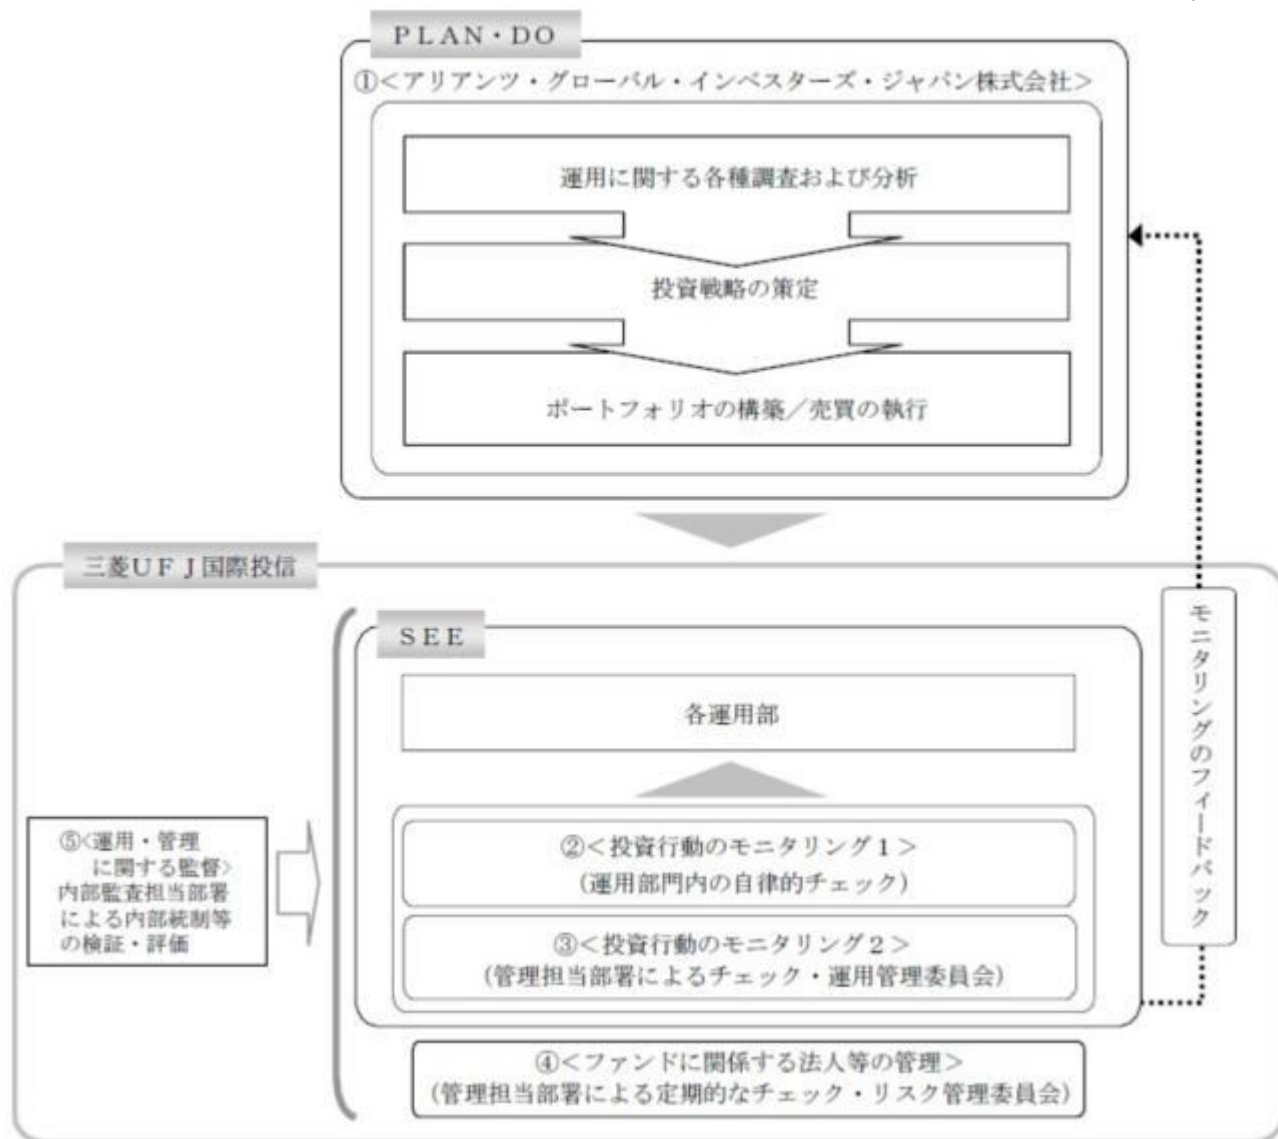 PLAN・DO
①<アリアンツ・グローバル・インベスターズ・ジャパン株式会社>
運用に関する各種調査および分析
投資戦略の策定
ポートフォリオの構築/売買の執行
三菱UFJ国際投信
SEE
各運用部
②<投資行動のモニタリング1>
(運用部門内の自律的チェック)
③<投資行動のモニタリング2>
(管理担当部署によるチェック・運用管理委員会)
④<ファンドに関係する法人等の管理>
(管理担当部署による定期的なチェック・リスク管理委員会)
⑤<運用・管理
に関する監督>
内部監査担当部署
による内部統制等
の検証・評価
モニタリングのフィードバック